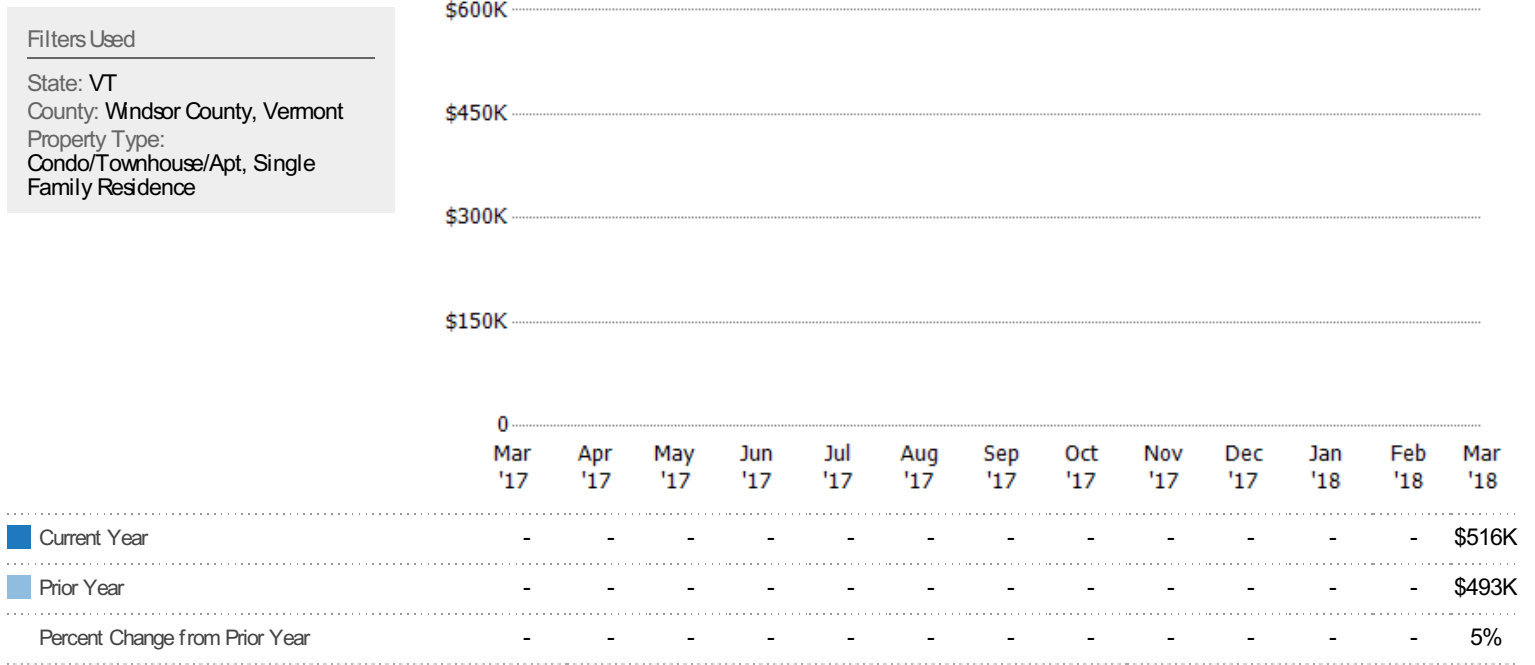 Filters Used
State: VT
County: Windsor County, Vermont
Property Type:
Condo/Townhouse/Apt, Single
Family Residence
$600K
$450K
$300K
$150K
0
Mar Apr May Jun Jul Aug Sep Oct Nov Dec Jan Feb Mar
'17 '17 '17 '17 '17 '17 '17 '17 '17 '17 '18 '18 '18
Current Year - - - - - - - - - - - - $516K
Prior Year - - - - - - - - - - - - $493K
Percent Change from Prior Year - - - - - - - - - - - - 5%